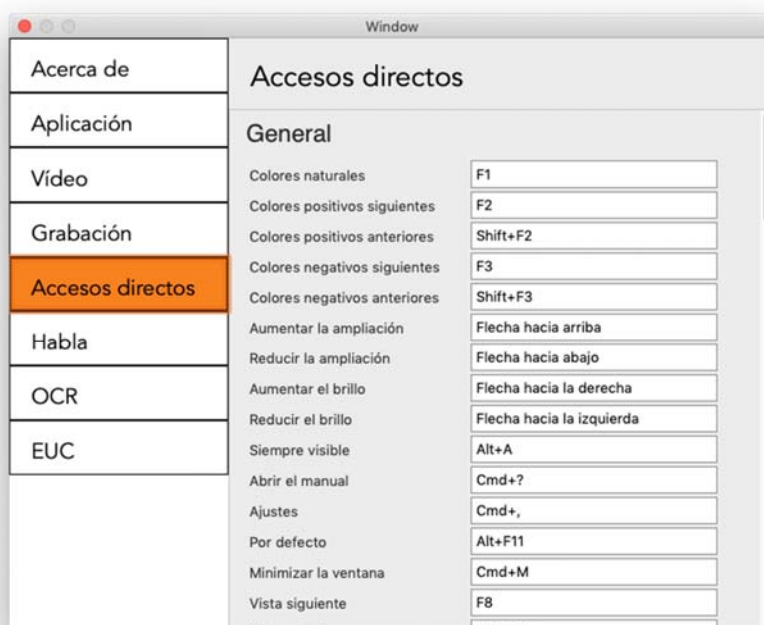 Window
Acerca de
Aplicación
Vídeo
Grabación
Accesos directos
Habla
OCR
EUC
Accesos directos
General
Colores naturales F1
Colores positivos siguientes F2
Colores positivos anteriores Shift+F2
Colores negativos siguientes F3
Colores negativos anteriores Shift+F3
Aumentar la ampliación Flecha hacia arriba
Reducir la ampliación Flecha hacia abajo
Aumentar el brillo Flecha hacia la derecha
Reducir el brillo Flecha hacia la izquierda
Siempre visible Alt+A
Abrir el manual Cmd+?
Ajustes Cmd+,
Por defecto Alt+F11
Minimizar la ventana Cmd+M
Vista siguiente F8